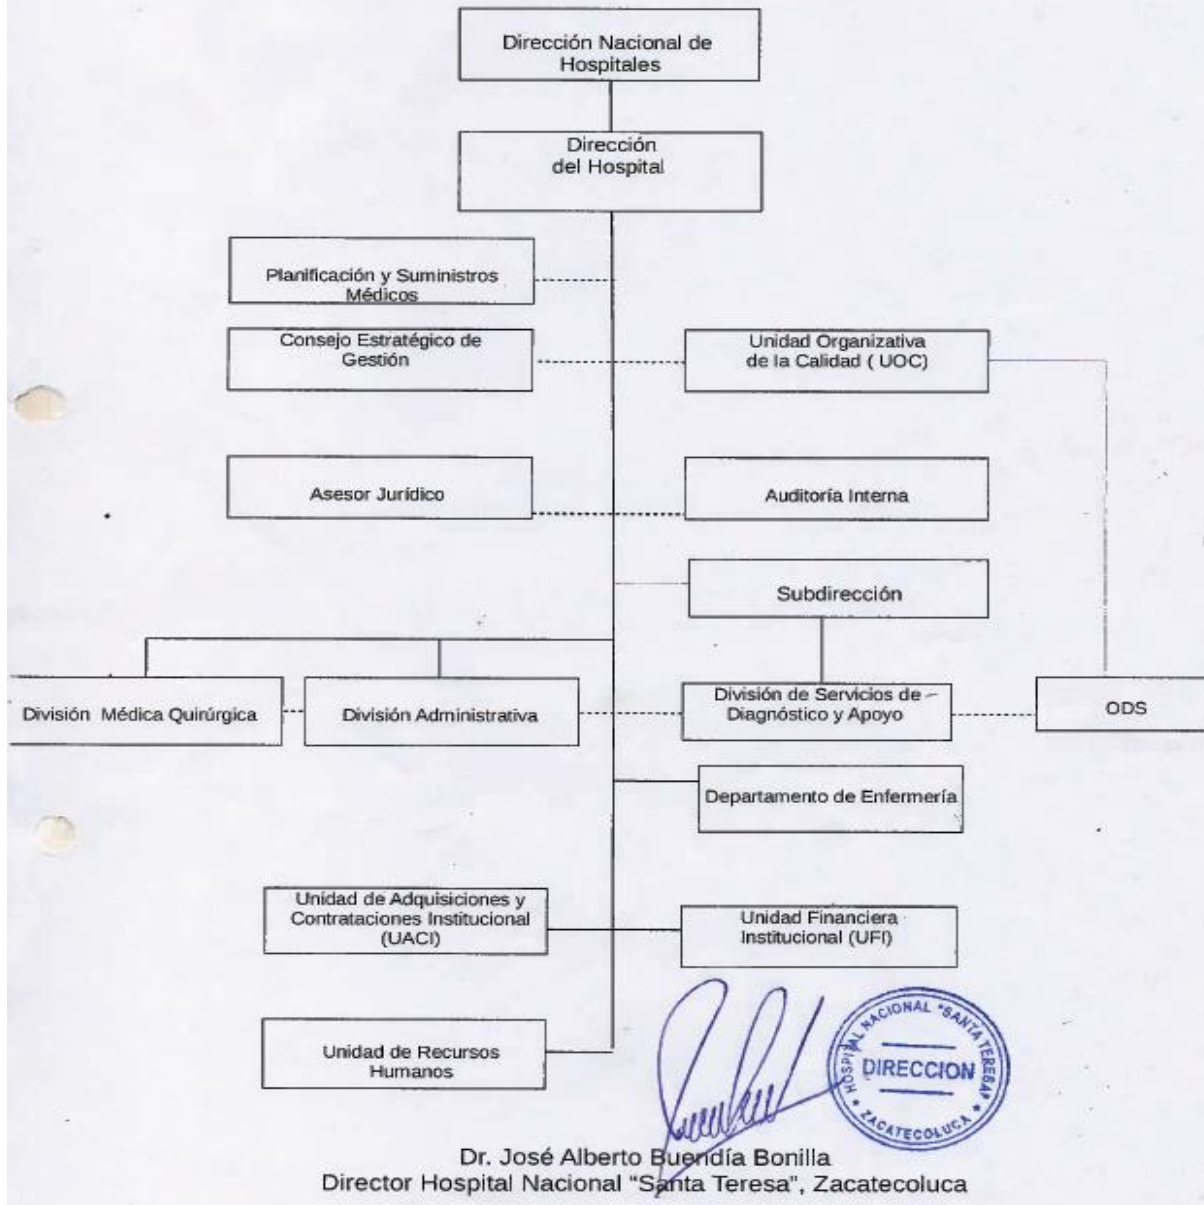 Dirección Nacional de
Hospitales
Dirección
del Hospital
Planificación y Suministros
Médicos
Consejo Estratégico de
Gestión
Unidad Organizativa
de la Calidad ( UOC)
Asesor Jurídico
Auditoría Interna
Subdirección
División Médica Quirúrgica
División Administrativa
División de Servicios de
Diagnóstico y Apoyo
ODS
Departamento de Enfermería
Unidad de Adquisiciones y
Contrataciones Institucional
(UACI)
Unidad Financiera
Institucional (UFI)
Unidad de Recursos
Humanos
HOSPITAL NACIONAL "SANTA TERESA"
DIRECCION
ZACATECOLUCA
Dr. José Alberto Buendía Bonilla
Director Hospital Nacional "Santa Teresa", Zacatecoluca